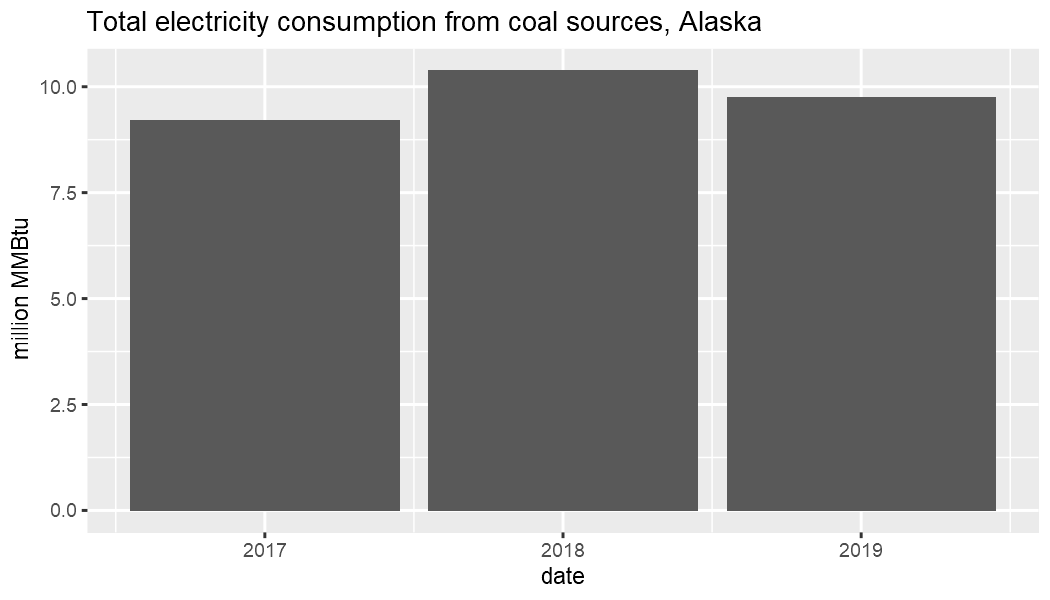 Total electricity consumption from coal sources, Alaska
million MMBtu
10.0
7.5
5.0
2.5
0.0
2017 2018 2019
date